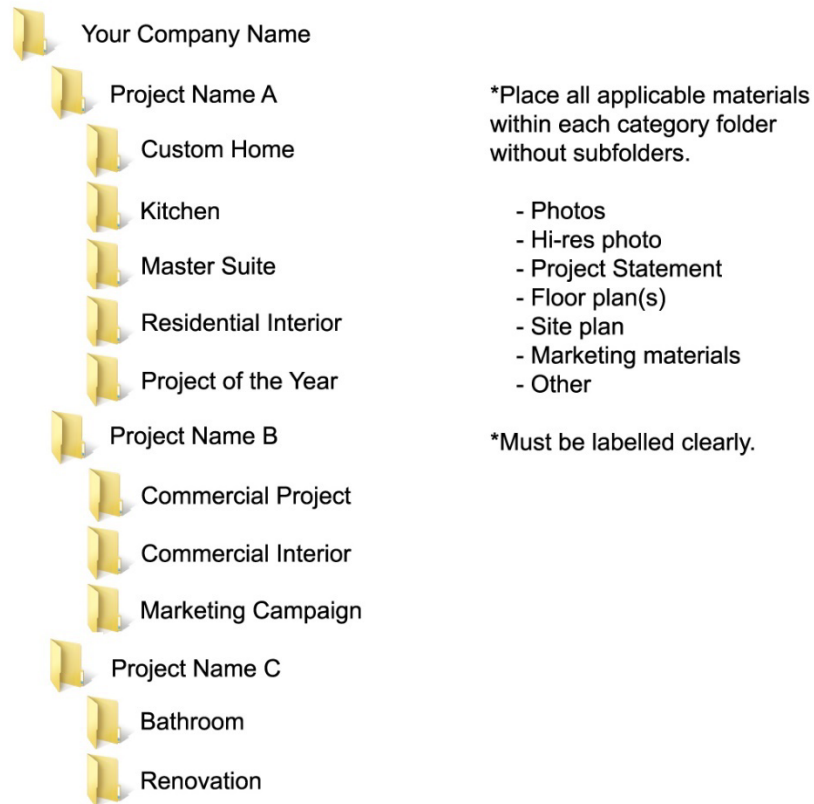 Your Company Name
Project Name A
Custom Home
Kitchen
Master Suite
Residential Interior
Project of the Year
Project Name B
Commercial Project
Commercial Interior
Marketing Campaign
Project Name C
Bathroom
Renovation
*Place all applicable materials
within each category folder
without subfolders.
- Photos
- Hi-res photo
- Project Statement
- Floor plan(s)
- Site plan
- Marketing materials
- Other
*Must be labelled clearly.